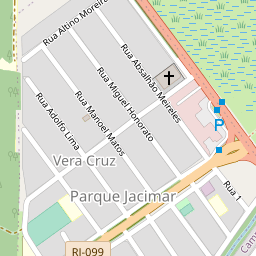 Rua Altino Moreira
Rua Absalhão Meireles
Rua Miguel Honorato
Rua Manoel Matos
Rua Adolfo Lima
P
Vera Cruz
Parque Jacimar
Rua 1
RJ-099